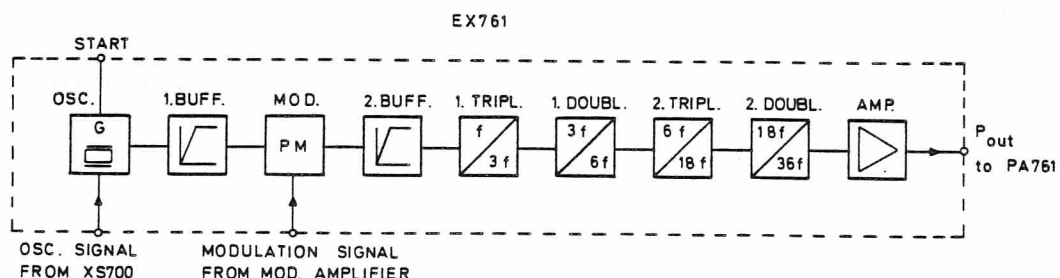 EX761
START
OSC. 1.BUFF. MOD. 2.BUFF. 1. TRIPL. 1. DOUBL. 2. TRIPL. 2. DOUBL. AMP.
G PM f 3f 3f 6f 6f 18f 18f 36f
Pout
to PA761
OSC. SIGNAL MODULATION SIGNAL
FROM XS700 FROM MOD. AMPLIFIER